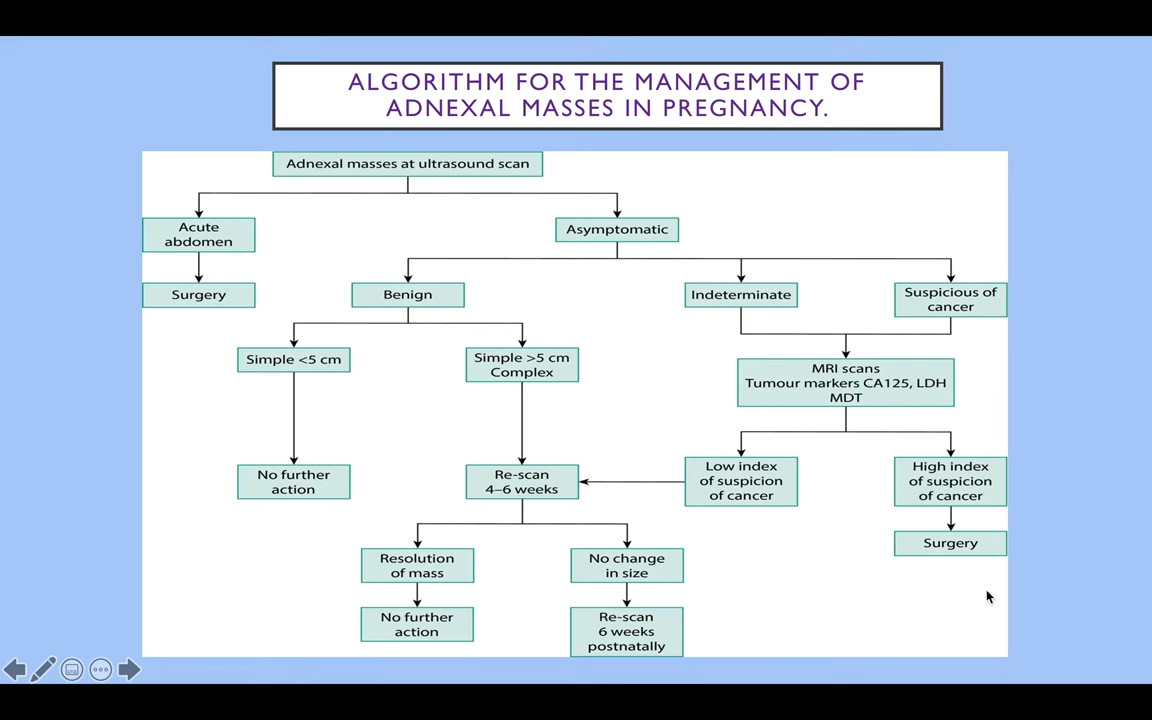 ALGORITHM FOR THE MANAGEMENT OF
ADNEXAL MASSES IN PREGNANCY.
Adnexal masses at ultrasound scan
Acute
abdomen
Asymptomatic
Surgery
Benign
Indeterminate
Suspicious of
cancer
Simple <5 cm
Simple >5 cm
Complex
MRI scans
Tumour markers CA125, LDH
MDT
No further
action
Re-scan
4–6 weeks
Low index
of suspicion
of cancer
High index
of suspicion
of cancer
Surgery
Resolution
of mass
No change
in size
No further
action
Re-scan
6 weeks
postnatally